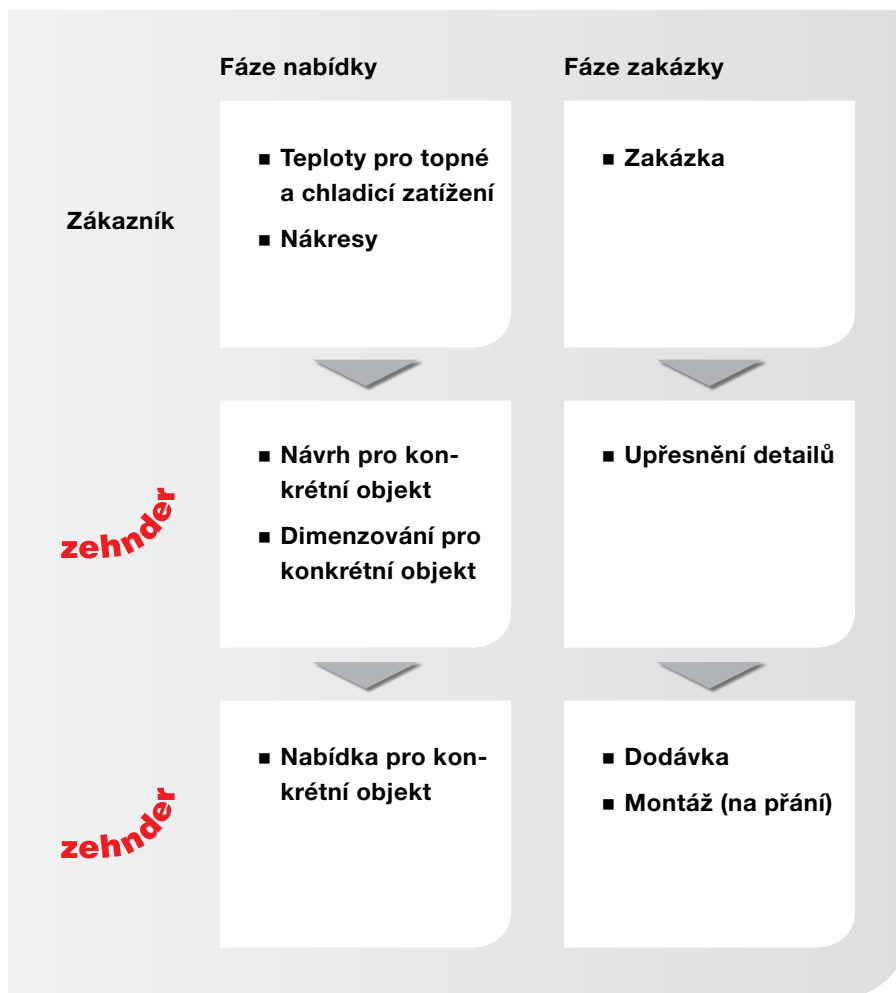 Fáze nabídky
Fáze zakázky
Zákazník
■ Teploty pro topné
a chladicí zatížení
■ Nákresy
■ Zakázka
zehnder
■ Návrh pro kon-
krétní objekt
■ Dimenzování pro
konkrétní objekt
■ Upřesnění detailů
zehnder
■ Nabídka pro kon-
krétní objekt
■ Dodávka
■ Montáž (na přání)